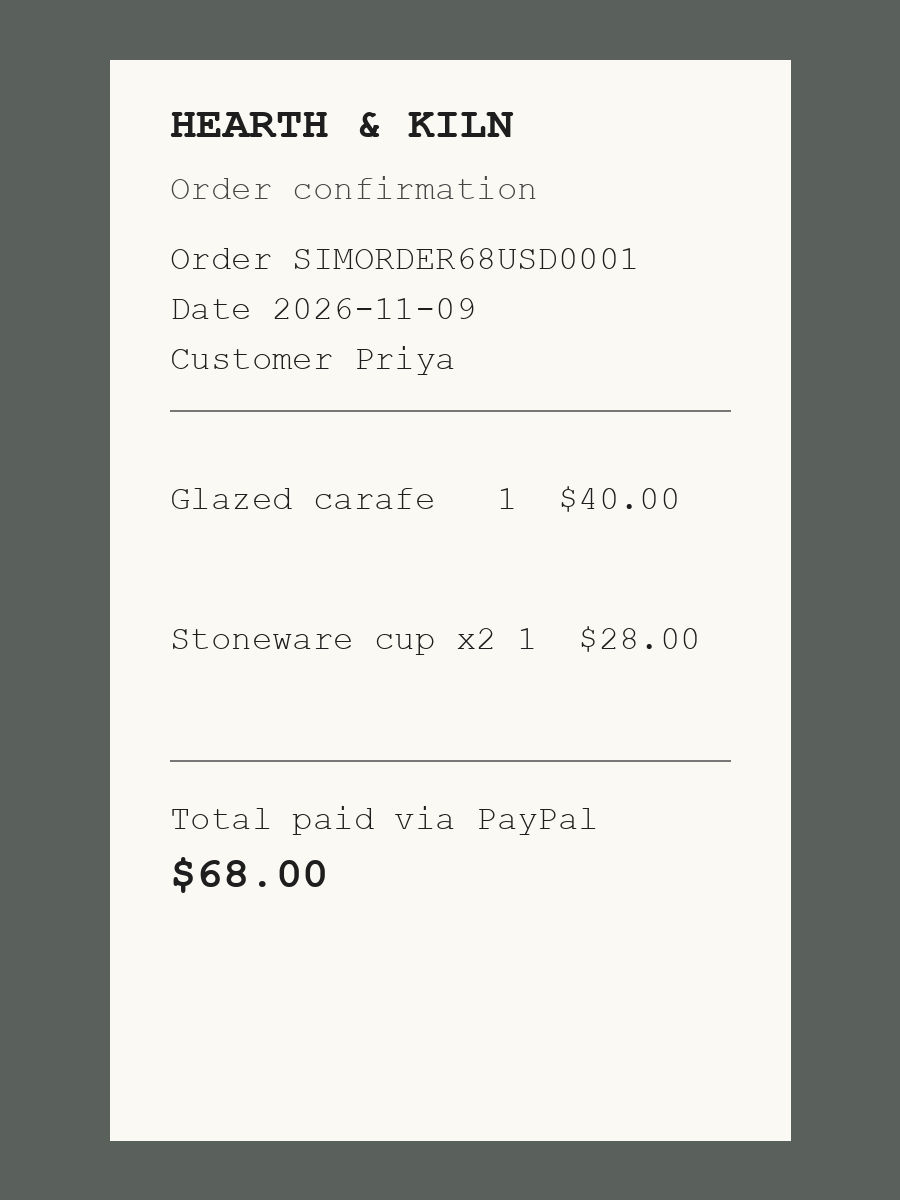 HEARTH & KILN
Order confirmation
Order SIMORDER68USD0001
Date 2026-11-09
Customer Priya
Glazed carafe 1 $40.00
Stoneware cup x2 1 $28.00
Total paid via PayPal
$68.00